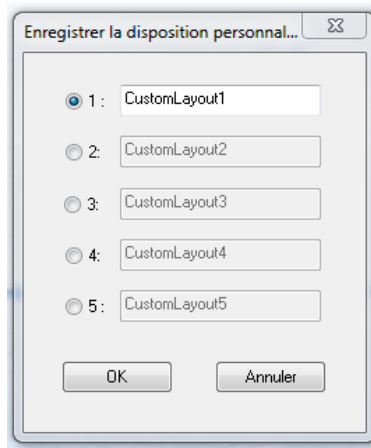 Enregistrer la disposition personnal...
1 : CustomLayout1
2: CustomLayout2
3: CustomLayout3
4: CustomLayout4
5 : CustomLayout5
OK Annuler